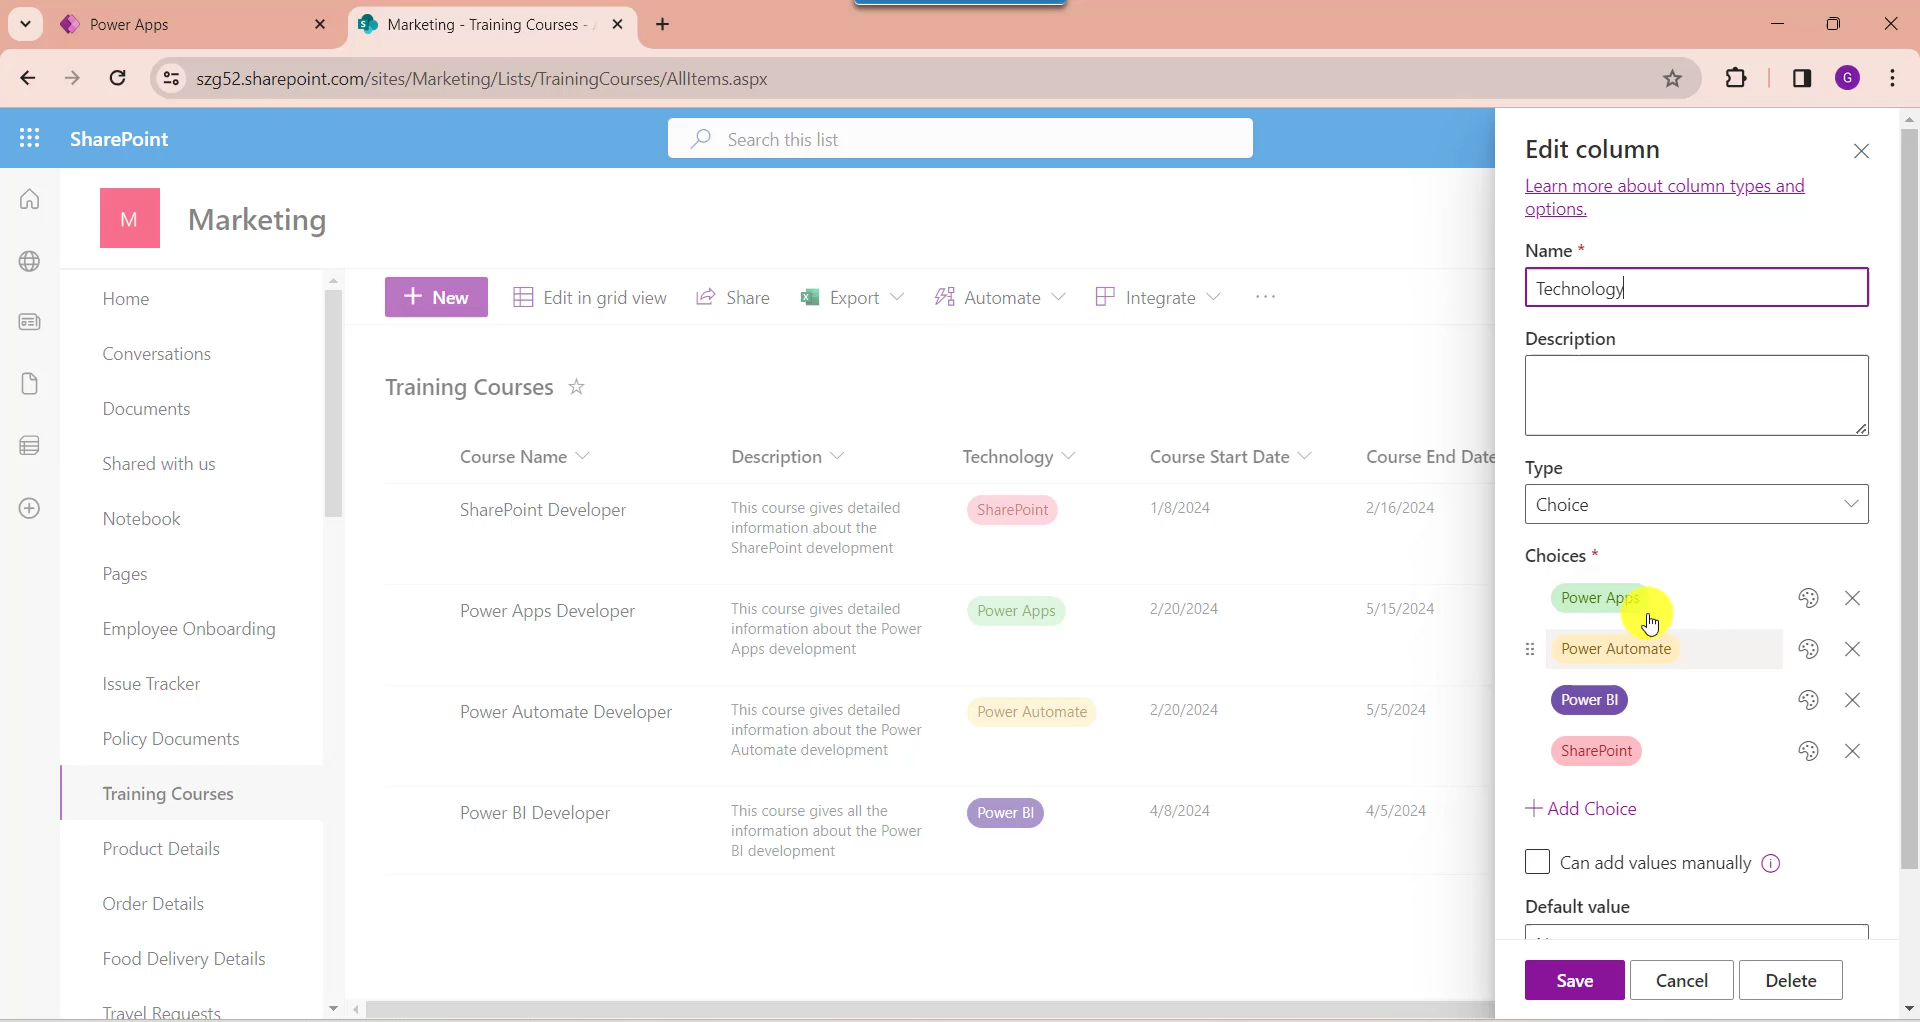 Power Apps
Marketing - Training Courses -
szg52.sharepoint.com/sites/Marketing/Lists/TrainingCourses/AllItems.aspx
G
SharePoint
Search this list
M
Marketing
Home
Conversations
Documents
Shared with us
Notebook
Pages
Employee Onboarding
Issue Tracker
Policy Documents
Training Courses
Product Details
Order Details
Food Delivery Details
Travel Requests
New
Edit in grid view
Share
Export
Automate
Integrate
Training Courses
Course Name
Description
Technology
Course Start Date
Course End Date
SharePoint Developer
This course gives detailed
information about the
SharePoint development
SharePoint
1/8/2024
2/16/2024
Power Apps Developer
This course gives detailed
information about the Power
Apps development
Power Apps
2/20/2024
5/15/2024
Power Automate Developer
This course gives detailed
information about the Power
Automate development
Power Automate
2/20/2024
5/5/2024
Power BI Developer
This course gives all the
information about the Power
BI development
Power BI
4/8/2024
4/5/2024
Edit column
Learn more about column types and
options.
Name *
Technology
Description
Type
Choice
Choices *
Power Apps
Power Automate
Power BI
SharePoint
Add Choice
Can add values manually
Default value
Save
Cancel
Delete